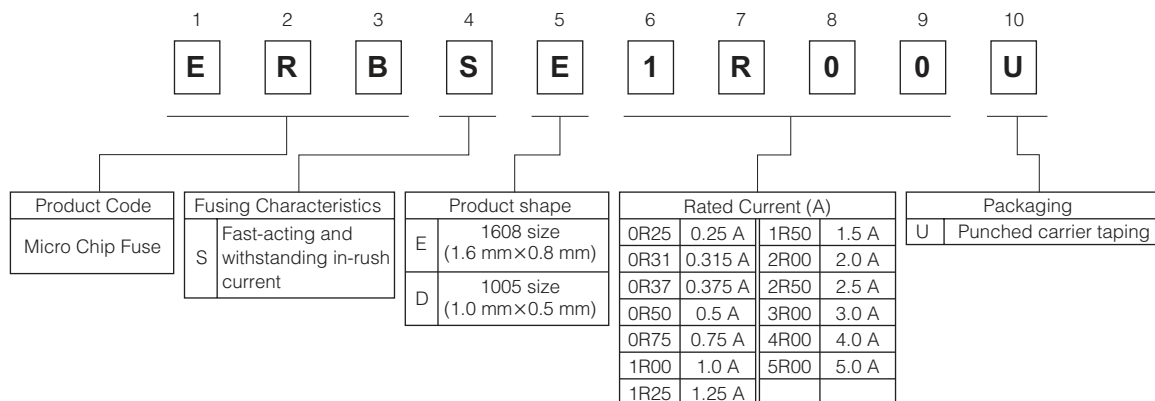 1 2 3 4 5 6 7 8 9 10
E R B S E 1 R 0 0 U
Product Code
Micro Chip Fuse
Fusing Characteristics
S
Fast-acting and
withstanding in-rush
current
Product shape
E
1608 size
(1.6 mm×0.8 mm)
D
1005 size
(1.0 mm×0.5 mm)
Rated Current (A)
0R25 0.25 A 1R50 1.5 A
0R31 0.315 A 2R00 2.0 A
0R37 0.375 A 2R50 2.5 A
0R50 0.5 A 3R00 3.0 A
0R75 0.75 A 4R00 4.0 A
1R00 1.0 A 5R00 5.0 A
1R25 1.25 A
Packaging
U Punched carrier taping